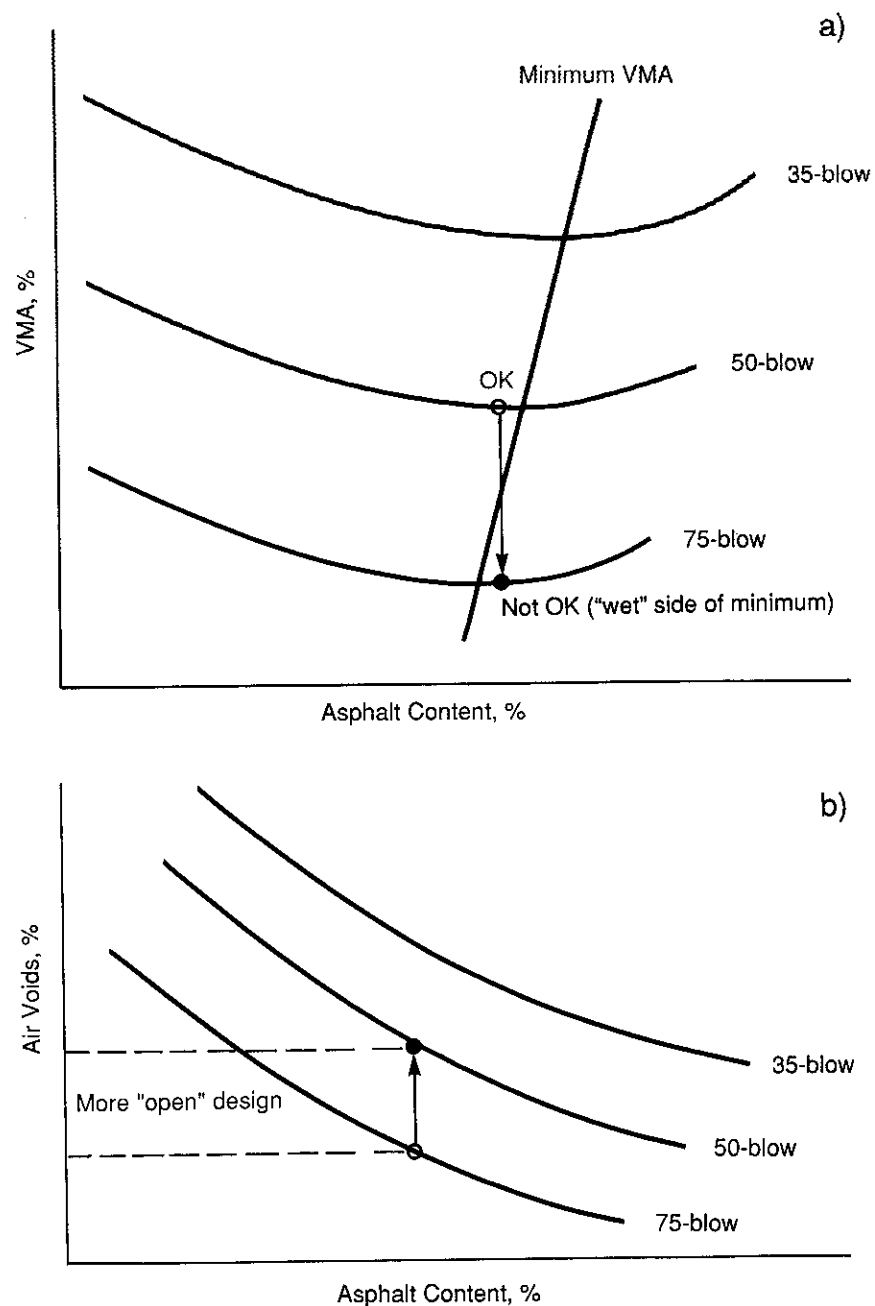 a)
Minimum VMA
35-blow
VMA, %
50-blow
OK
75-blow
Not OK (“wet” side of minimum)
Asphalt Content, %
b)
Air Voids, %
35-blow
More "open" design
50-blow
75-blow
Asphalt Content, %